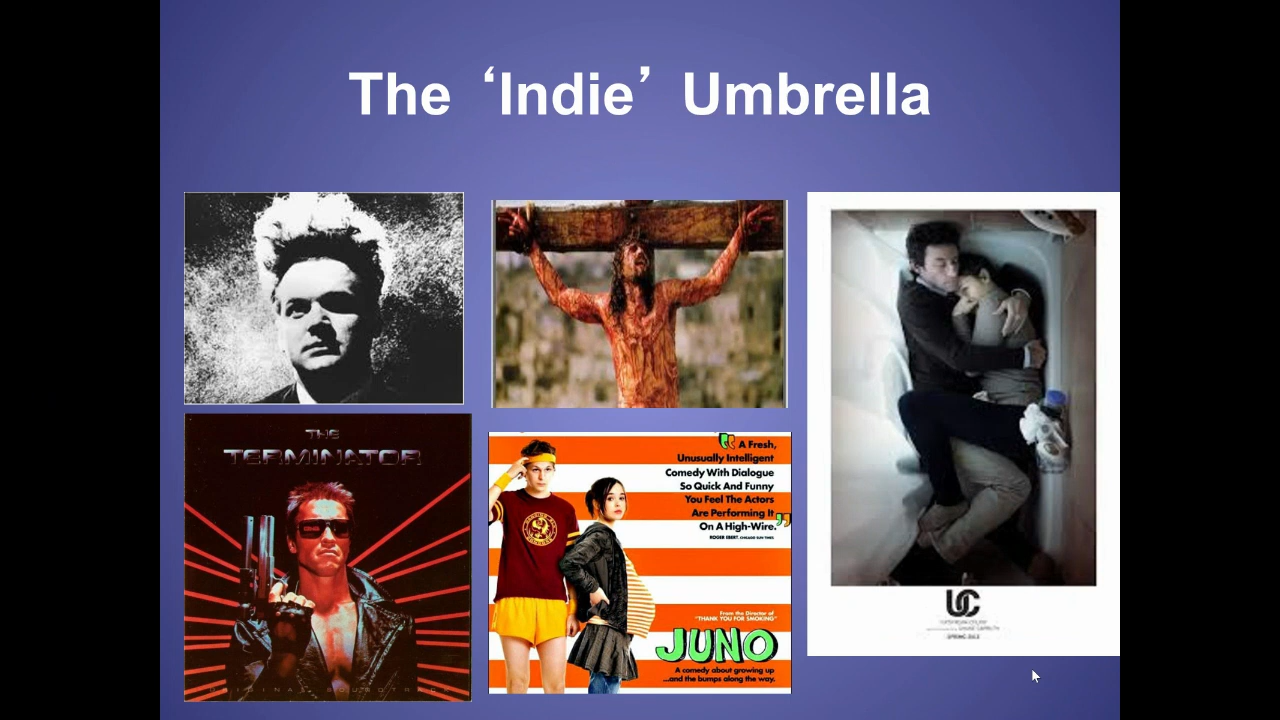 The ‘Indie’ Umbrella
THE
TERMINATOR
ORIGINAL SOUNDTRACK
“ A Fresh,
Unusually Intelligent
Comedy With Dialogue
So Quick And Funny
You Feel The Actors
Are Performing It
On A High-Wire.”
ROGER EBERT, CHICAGO SUN TIMES
From the Director of
"THANK YOU FOR SMOKING"
JUNO
A comedy about growing up
...and the bumps along the way.
UC